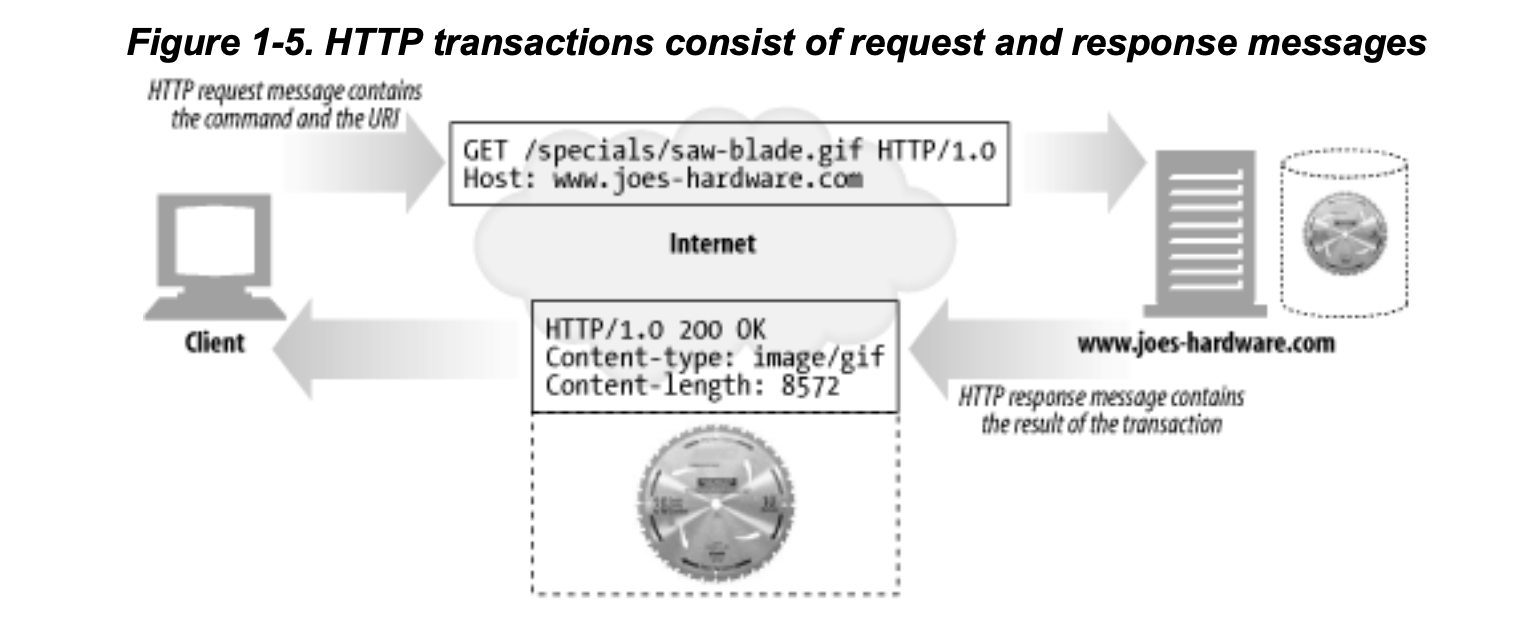 Figure 1-5. HTTP transactions consist of request and response messages
HTTP request message contains
the command and the URI
GET /specials/saw-blade.gif HTTP/1.0
Host: www.joes-hardware.com
Internet
Client
www.joes-hardware.com
HTTP/1.0 200 OK
Content-type: image/gif
Content-length: 8572
HTTP response message contains
the result of the transaction